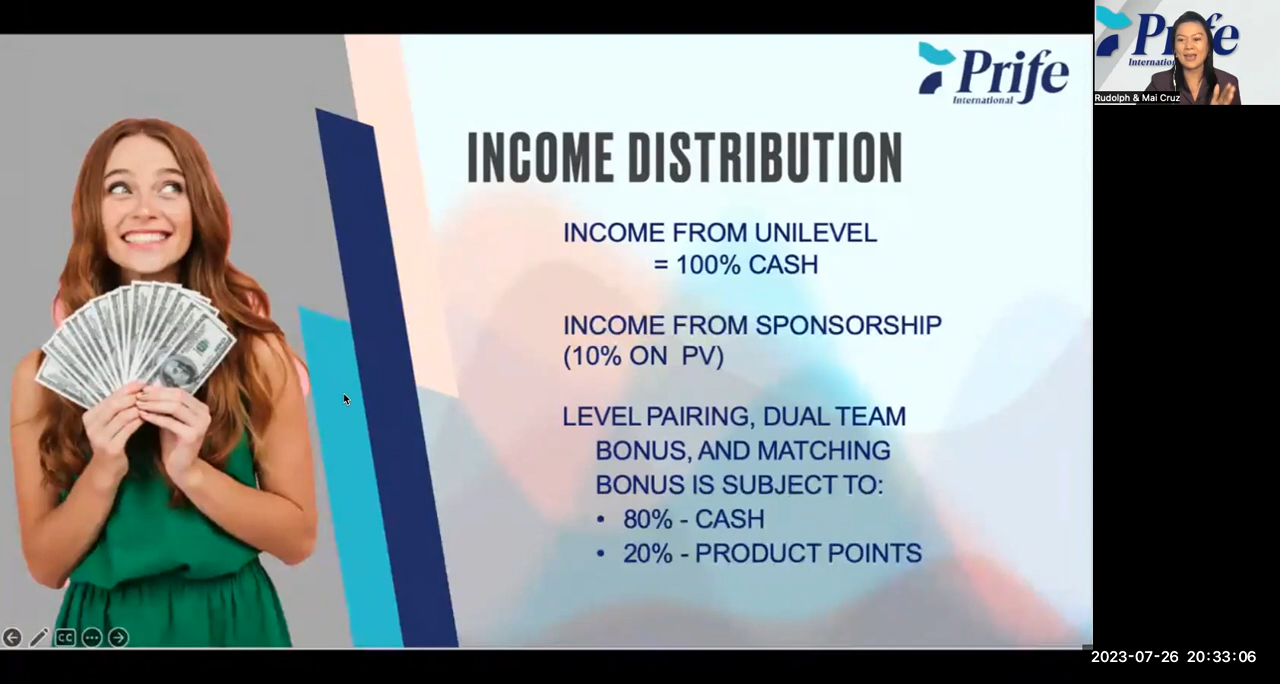 Prife
International
INCOME DISTRIBUTION
INCOME FROM UNILEVEL
= 100% CASH
INCOME FROM SPONSORSHIP
(10% ON PV)
LEVEL PAIRING, DUAL TEAM
BONUS, AND MATCHING
BONUS IS SUBJECT TO:
• 80% - CASH
• 20% - PRODUCT POINTS
CC
Rudolph & Mai Cruz
2023-07-26 20:33:06